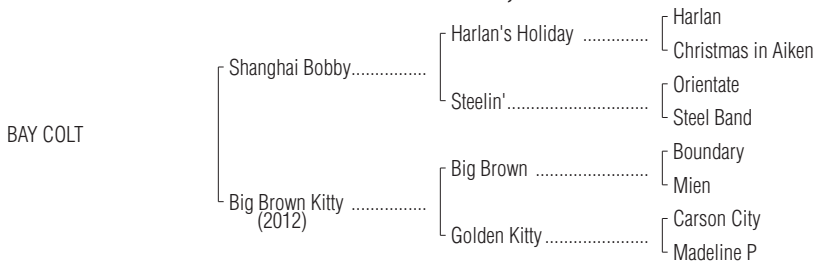 Harlan
Harlan's Holiday ..............
Christmas in Aiken
Shanghai Bobby................
Orientate
Steelin'..............................
Steel Band
BAY COLT
Boundary
Big Brown ........................
Mien
Big Brown Kitty ................
(2012)
Carson City
Golden Kitty......................
Madeline P